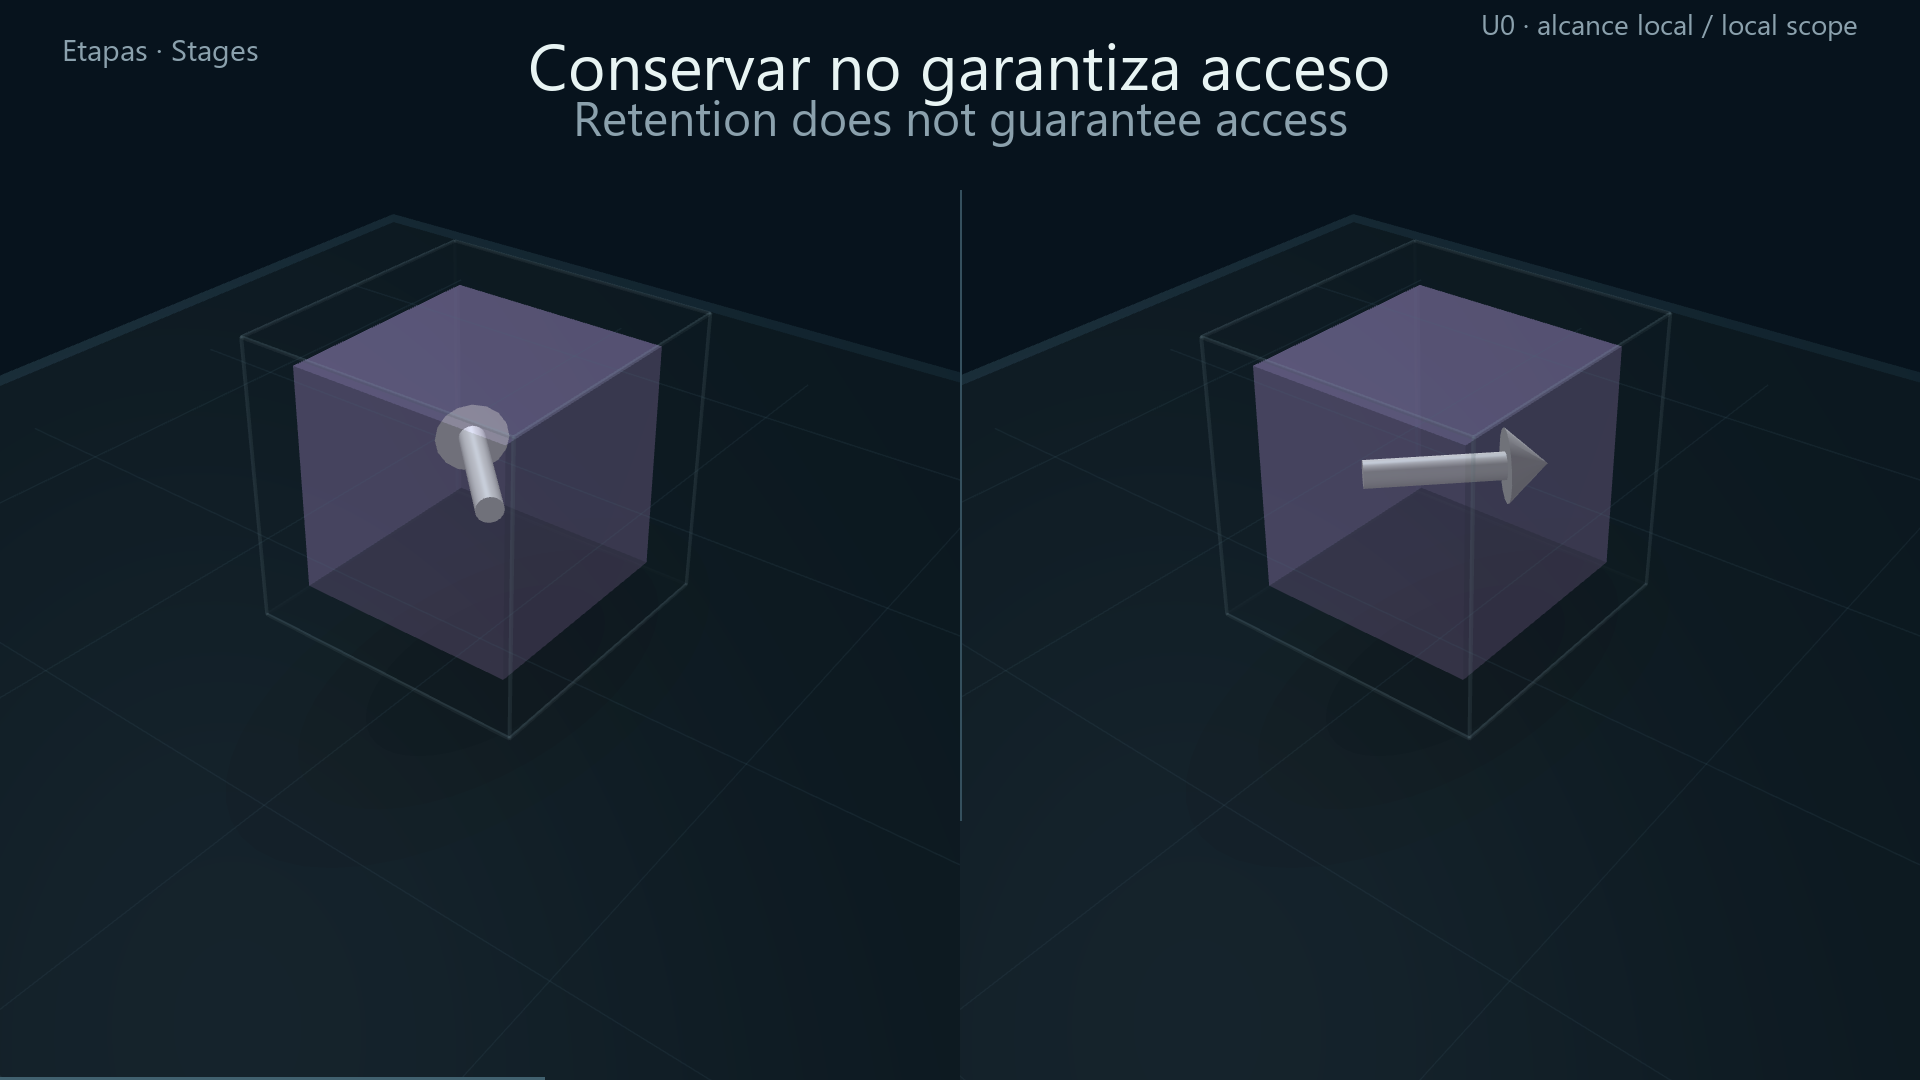 Etapas · Stages
U0 · alcance local / local scope
Conservar no garantiza acceso
Retention does not guarantee access